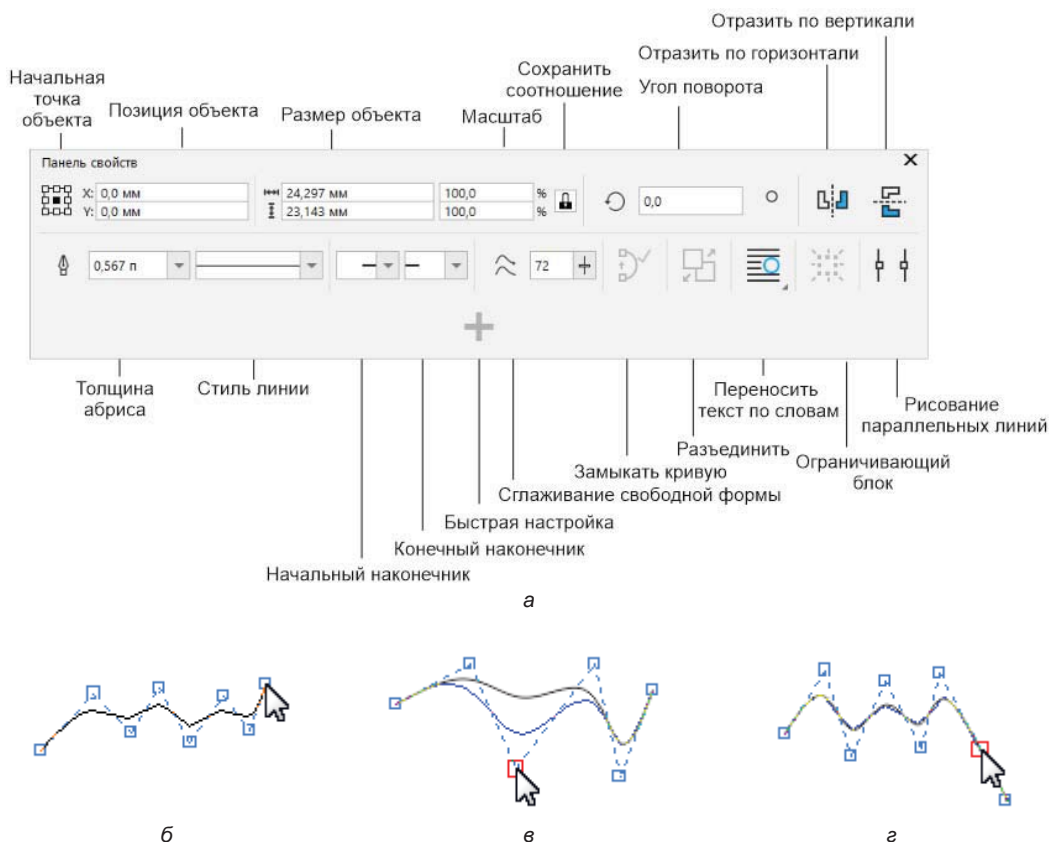 Отразить по вертикали
Отразить по горизонтали
Начальная
точка
объекта
Позиция объекта
Размер объекта
Масштаб
Сохранить
соотношение
Угол поворота
Панель свойств
X: 0,0 мм
Y: 0,0 мм
24,297 мм
23,143 мм
100,0 %
100,0 %
0,0
0,567 п
72
Толщина
абриса
Стиль линии
Переносить
текст по словам
Рисование
параллельных линий
Разъединить
Ограничивающий
блок
Замыкать кривую
Сглаживание свободной формы
Быстрая настройка
Конечный наконечник
Начальный наконечник
а
б
в
г